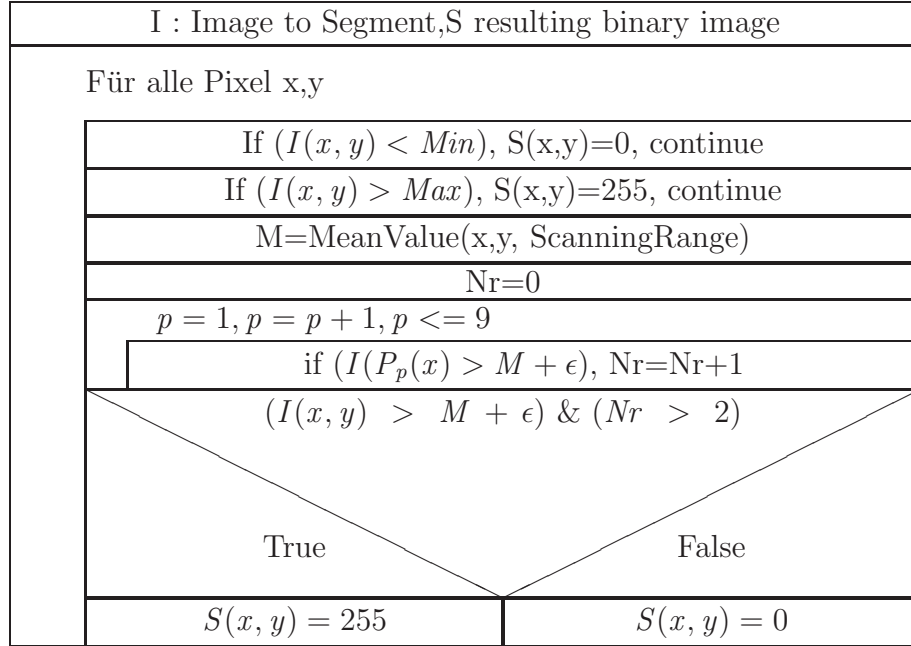 I : Image to Segment,S resulting binary image
Für alle Pixel x,y
If (I(x, y) < Min), S(x,y)=0, continue
If (I(x, y) > Max), S(x,y)=255, continue
M=MeanValue(x,y, ScanningRange)
Nr=0
p = 1, p = p + 1, p <= 9
if (I(P_p(x) > M + ϵ), Nr=Nr+1
(I(x, y) > M + ϵ) & (Nr > 2)
True False
S(x, y) = 255 S(x, y) = 0